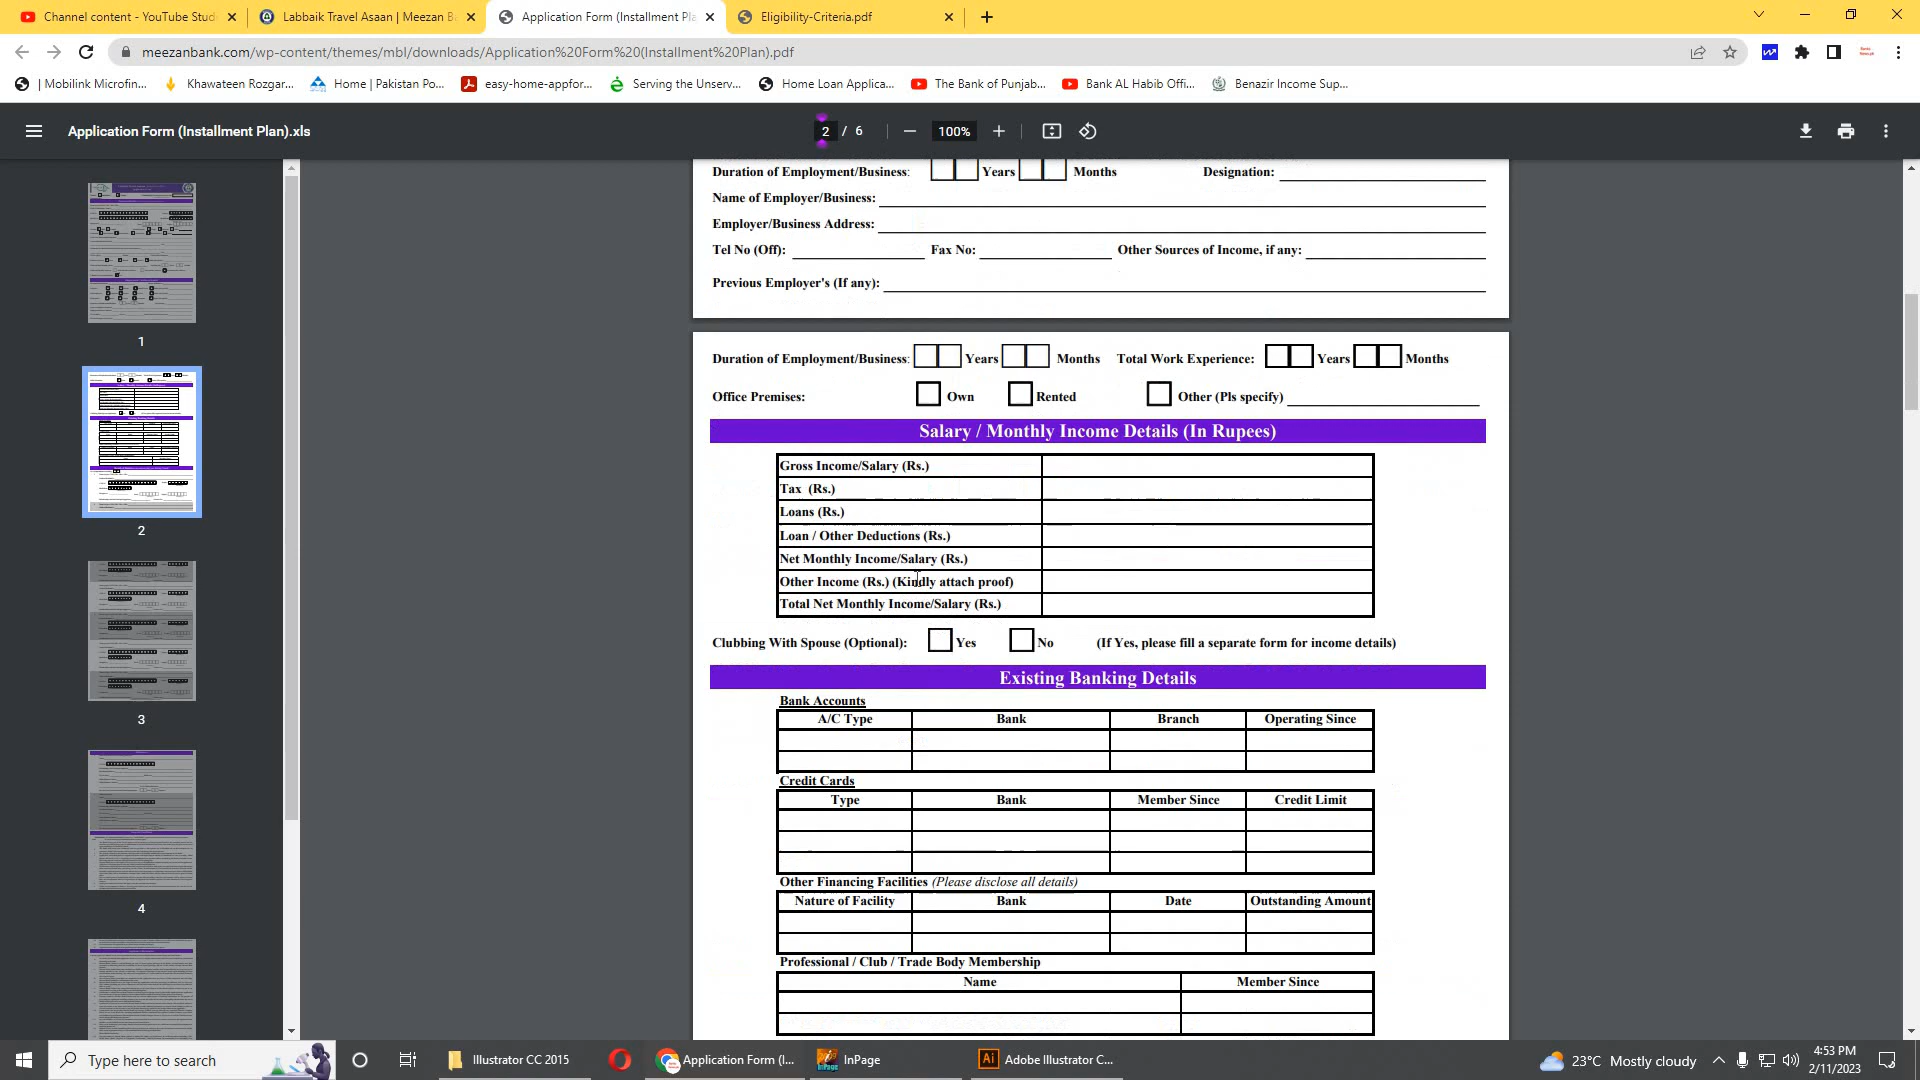 Channel content - YouTube Stud
Labbaik Travel Asaan | Meezan B
Application Form (Installment Pla
Eligibility-Criteria.pdf
meezanbank.com/wp-content/themes/mbl/downloads/Application%20Form%20(Installment%20Plan).pdf
| Mobilink Microfin...
Khawateen Rozgar...
Home | Pakistan Po...
easy-home-appfor...
Serving the Unserv...
Home Loan Applica...
The Bank of Punjab...
Bank AL Habib Offi...
Benazir Income Sup...
Application Form (Installment Plan).xls
2 / 6
100%
Duration of Employment/Business: Years Months Designation:
Name of Employer/Business:
Employer/Business Address:
Tel No (Off): Fax No: Other Sources of Income, if any:
Previous Employer's (If any):
Duration of Employment/Business: Years Months Total Work Experience: Years Months
Office Premises: Own Rented Other (Pls specify)
Salary / Monthly Income Details (In Rupees)
Gross Income/Salary (Rs.)
Tax (Rs.)
Loans (Rs.)
Loan / Other Deductions (Rs.)
Net Monthly Income/Salary (Rs.)
Other Income (Rs.) (Kindly attach proof)
Total Net Monthly Income/Salary (Rs.)
Clubbing With Spouse (Optional): Yes No (If Yes, please fill a separate form for income details)
Existing Banking Details
Bank Accounts
A/C Type Bank Branch Operating Since
Credit Cards
Type Bank Member Since Credit Limit
Other Financing Facilities (Please disclose all details)
Nature of Facility Bank Date Outstanding Amount
Professional / Club / Trade Body Membership
Name Member Since
1
2
3
4
Type here to search
Illustrator CC 2015
Application Form (I...
InPage
Adobe Illustrator C...
23°C Mostly cloudy
4:53 PM
2/11/2023